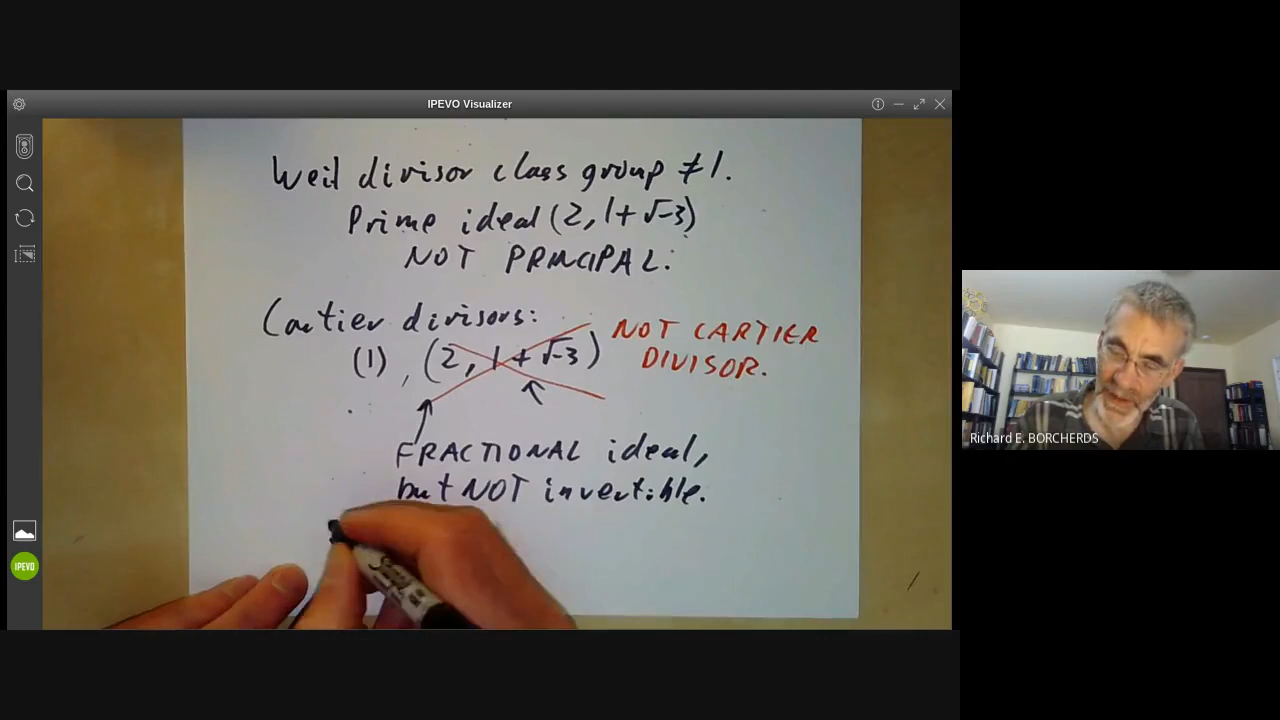 IPEVO Visualizer
Weil divisor class group ≠ 1.
Prime ideal (2, 1+√-3)
NOT PRINCIPAL.
Cartier divisors:
(1), (2, 1+√-3)
NOT CARTIER
DIVISOR.
FRACTIONAL ideal,
but NOT invertible.
IPEVO
Richard E. BORCHERDS